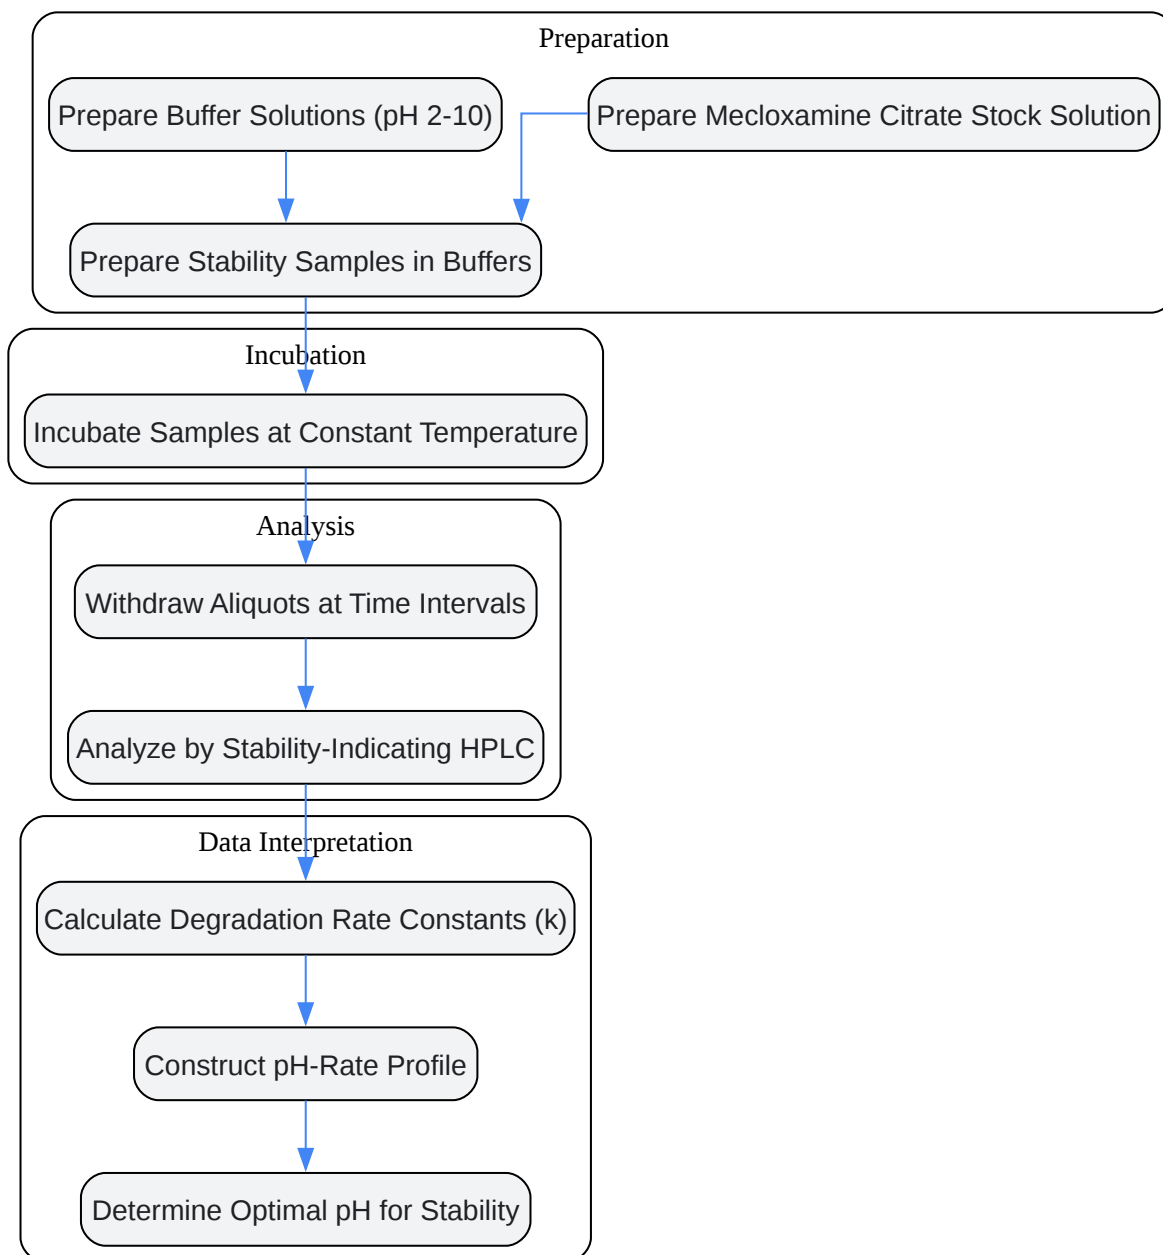 Preparation
Prepare Buffer Solutions (pH 2-10)
Prepare Mecloxamine Citrate Stock Solution
Prepare Stability Samples in Buffers
Incubation
Incubate Samples at Constant Temperature
Analysis
Withdraw Aliquots at Time Intervals
Analyze by Stability-Indicating HPLC
Data Interpretation
Calculate Degradation Rate Constants (k)
Construct pH-Rate Profile
Determine Optimal pH for Stability